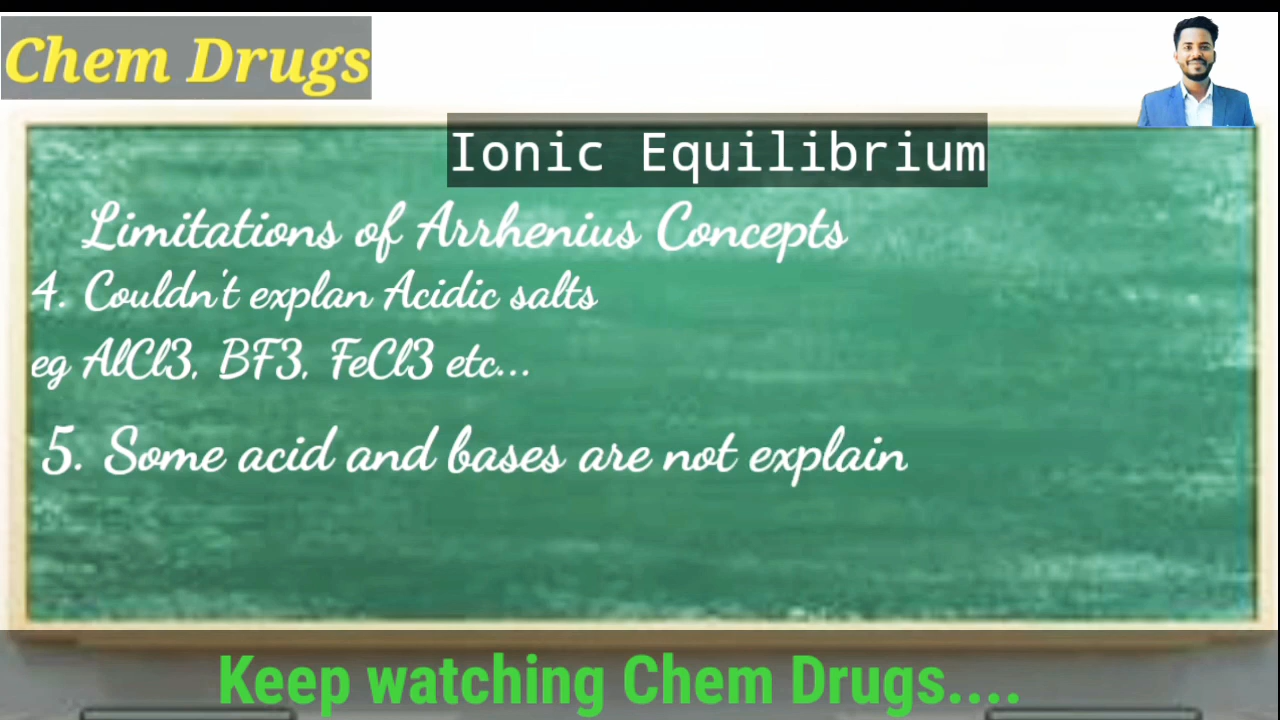 Chem Drugs
Ionic Equilibrium
Limitations of Arrhenius Concepts
4. Couldn't explan Acidic salts
eg AlCl3, BF3, FeCl3 etc...
5. Some acid and bases are not explain
Keep watching Chem Drugs....